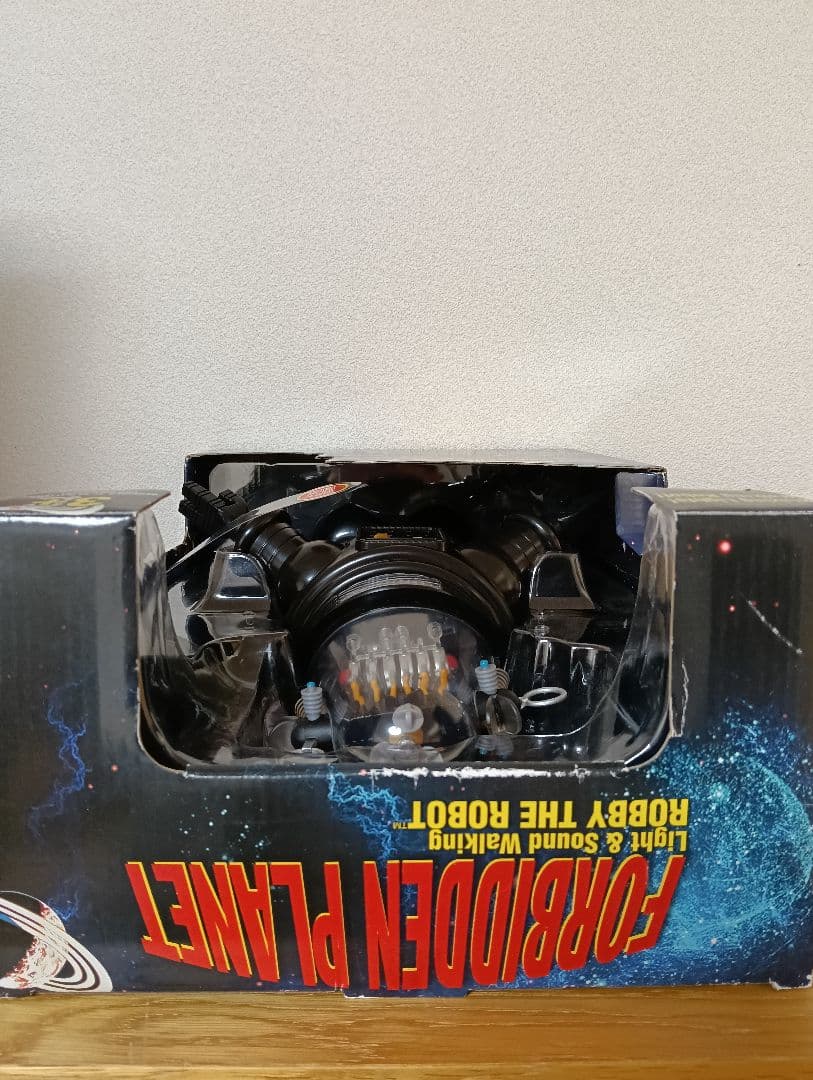 FORBIDDEN PLANET
Light & Sound Walking
ROBBY THE ROBOT™